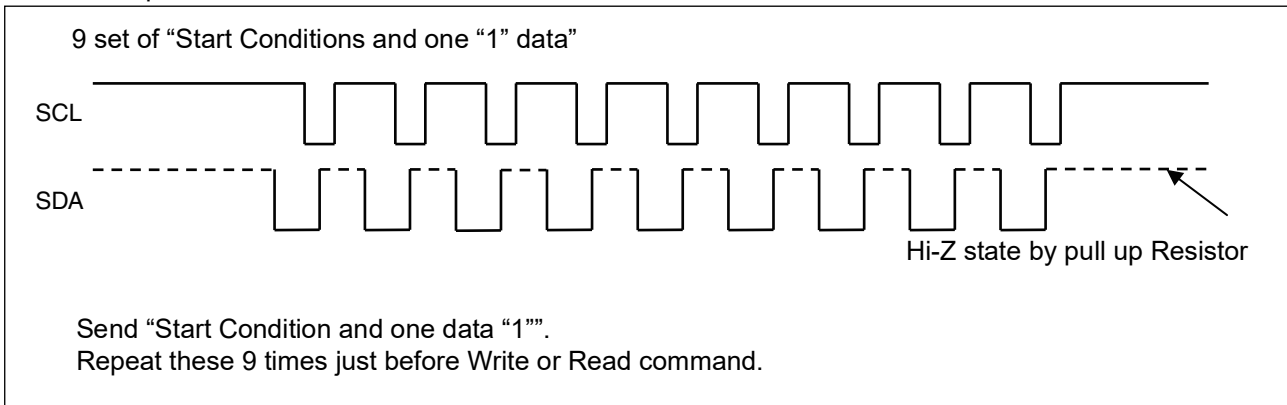 9 set of “Start Conditions and one “1” data”
SCL
SDA
Hi-Z state by pull up Resistor
Send “Start Condition and one data “1””.
Repeat these 9 times just before Write or Read command.